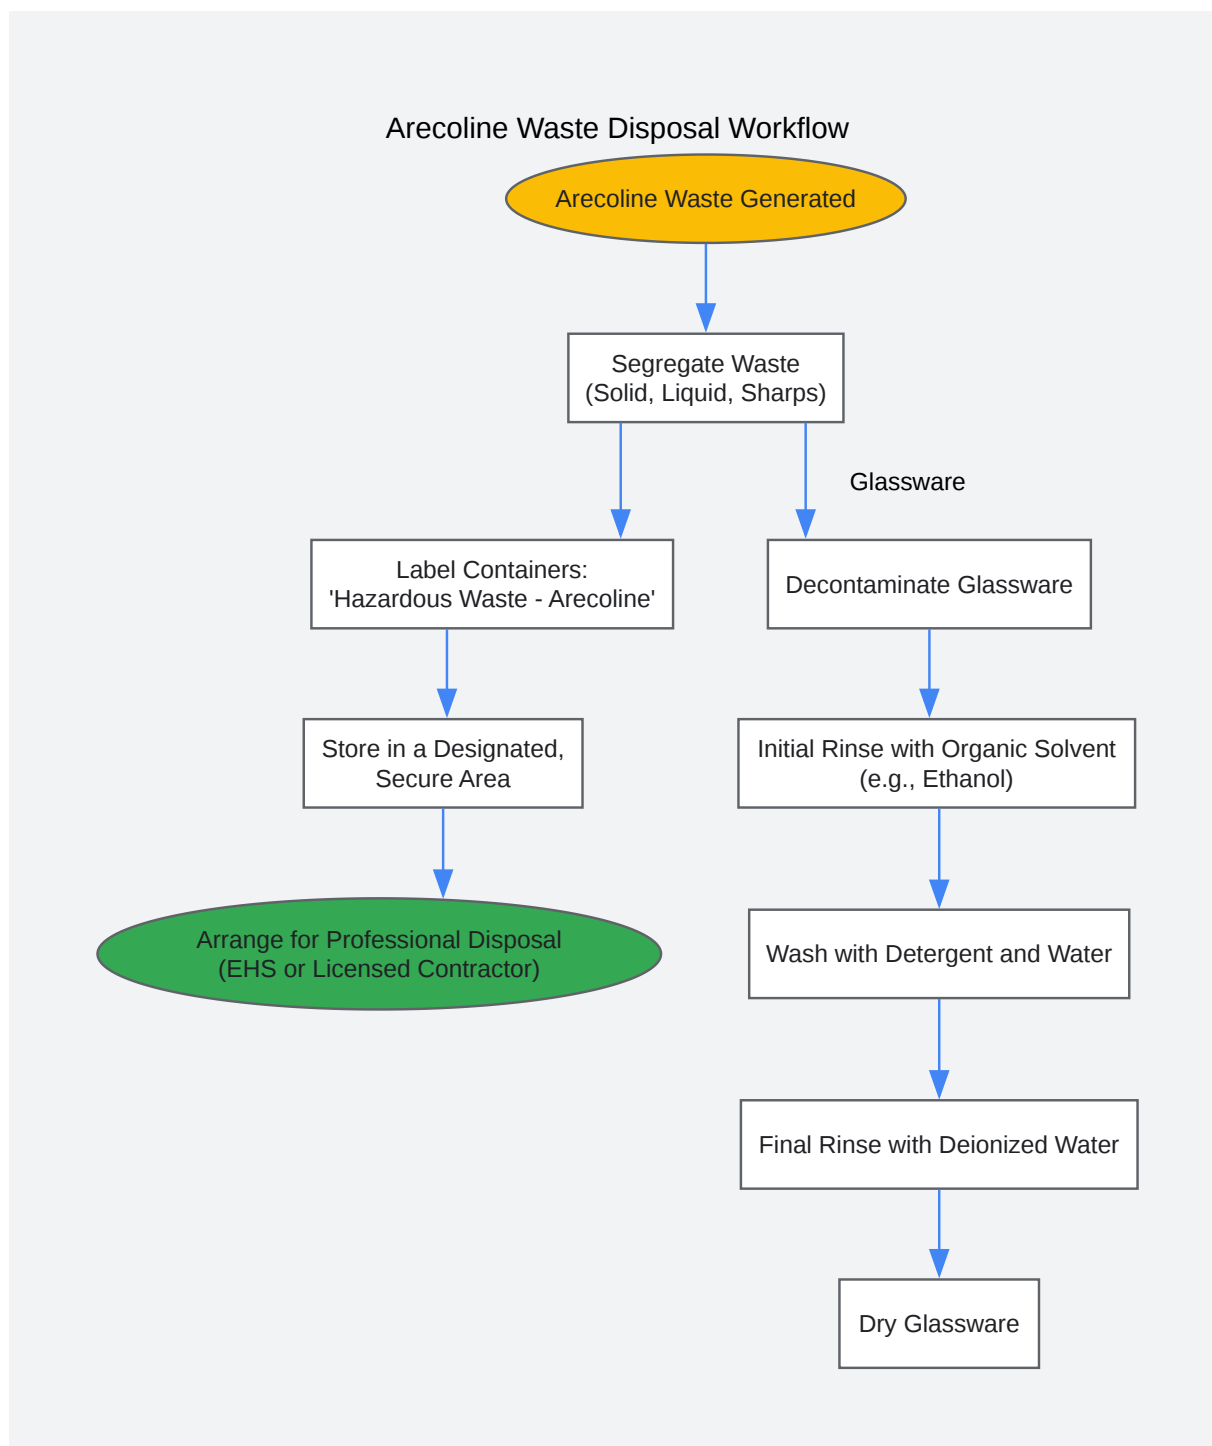 Arecoline Waste Disposal Workflow
Arecoline Waste Generated
Segregate Waste
(Solid, Liquid, Sharps)
Glassware
Label Containers:
'Hazardous Waste - Arecoline'
Decontaminate Glassware
Store in a Designated,
Secure Area
Initial Rinse with Organic Solvent
(e.g., Ethanol)
Arrange for Professional Disposal
(EHS or Licensed Contractor)
Wash with Detergent and Water
Final Rinse with Deionized Water
Dry Glassware